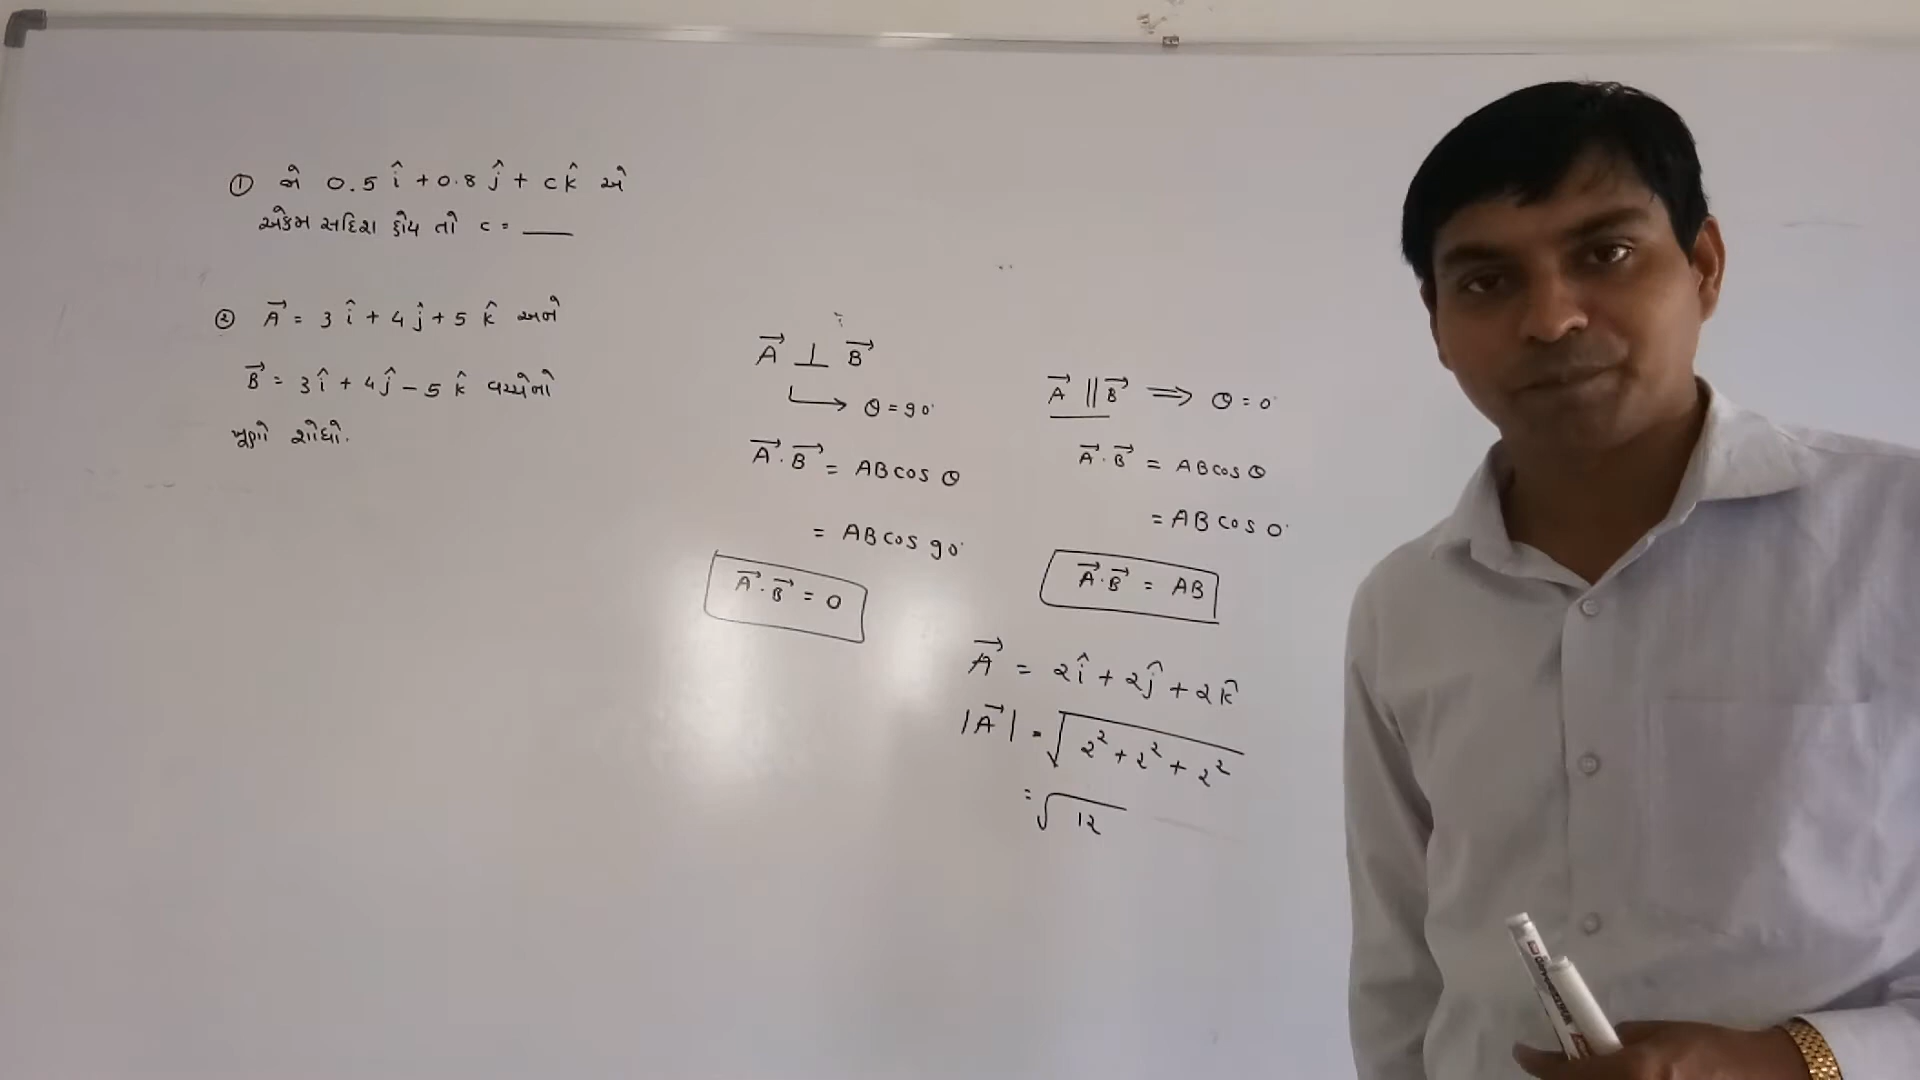 ① જો 0.5 î + 0.8 ĵ + c k̂ એ
એકમ સદિશ હોય તો c = ___
② A⃗ = 3 î + 4 ĵ + 5 k̂ અને
B⃗ = 3 î + 4 ĵ − 5 k̂ વચ્ચેનો
ખૂણો શોધો.
A⃗ ⊥ B⃗
↳ θ = 90°
A⃗ · B⃗ = AB cos θ
= AB cos 90°
A⃗ · B⃗ = 0
A⃗ || B⃗ ⟹ θ = 0°
A⃗ · B⃗ = AB cos θ
= AB cos 0°
A⃗ · B⃗ = AB
A⃗ = 2î + 2ĵ + 2k̂
|A⃗| = √(2² + 2² + 2²)
= √12